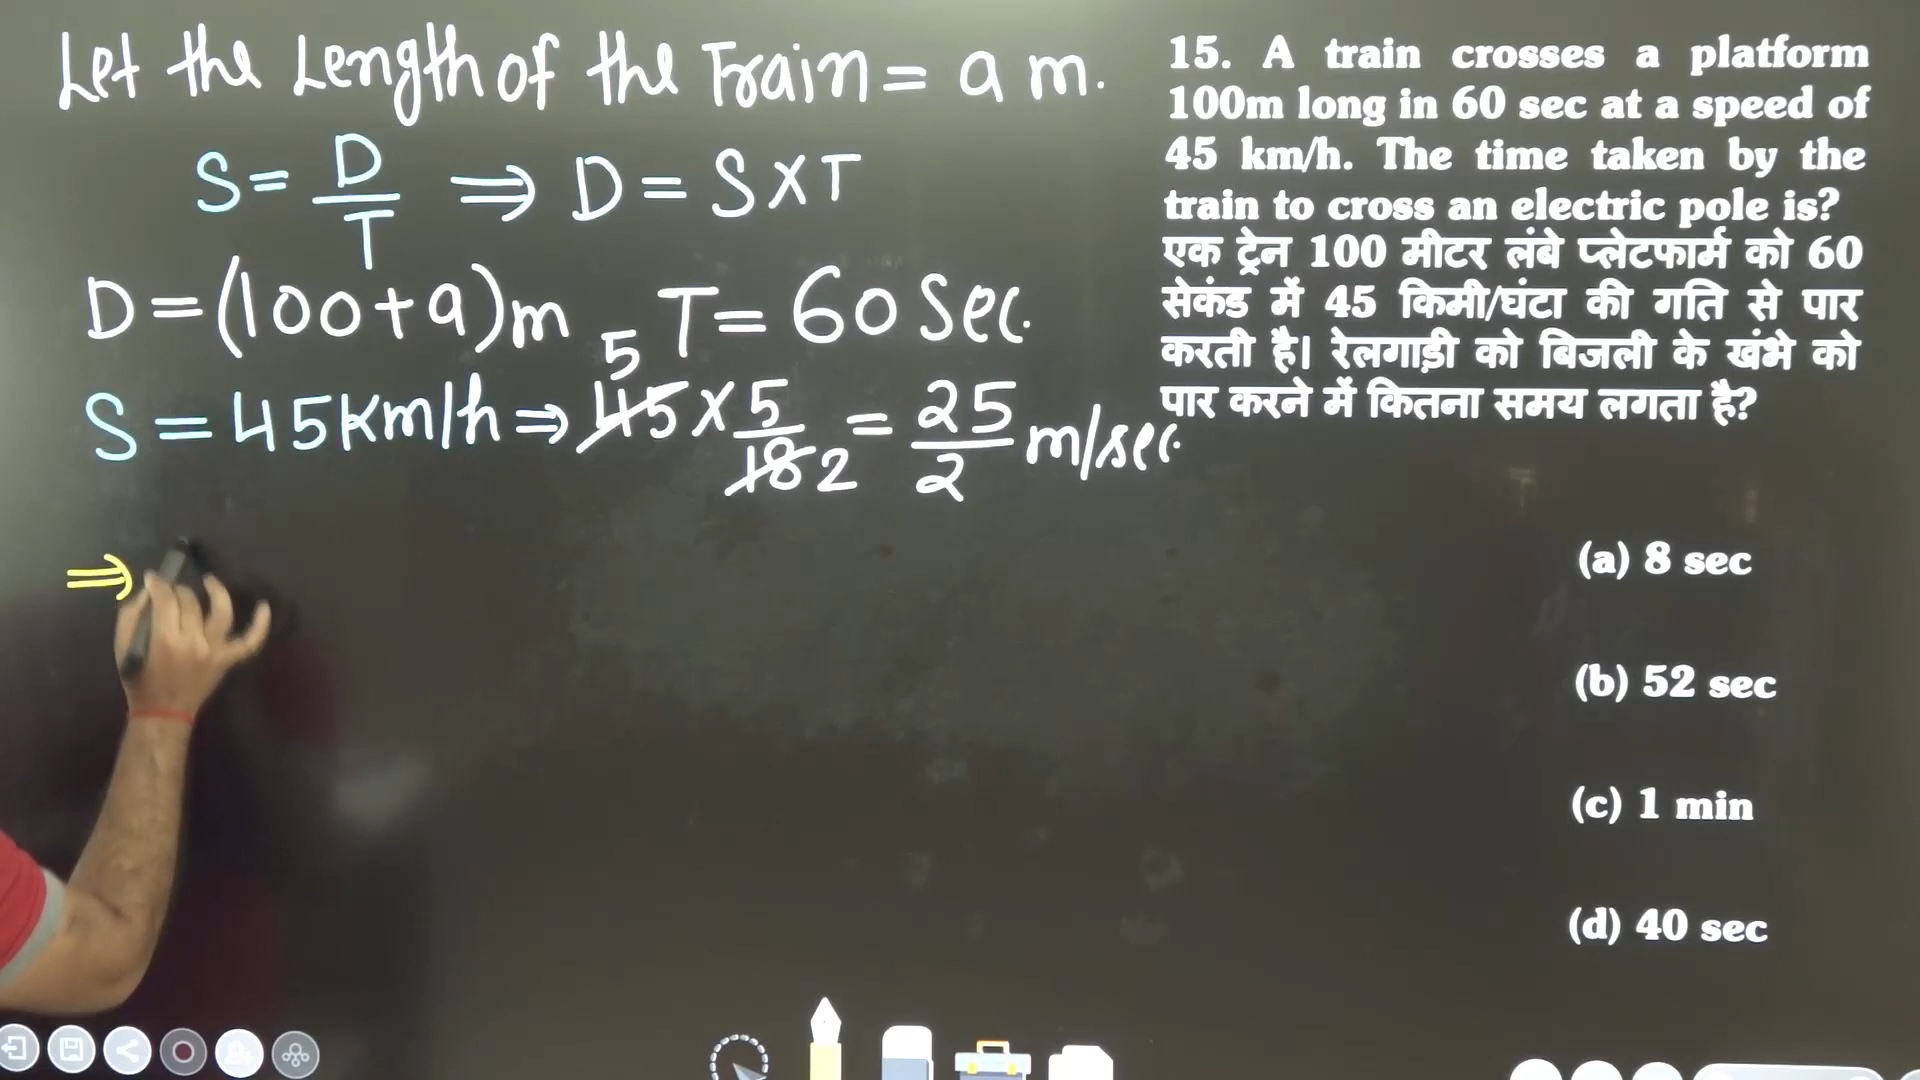 Let the Length of the Train = a m.
S = D/T ⇒ D = S×T
D = (100+a)m T = 60 Sec.
S = 45km/h ⇒ 45 × 5/18 = 25/2 m/sec.
5
2
⇒
15. A train crosses a platform
100m long in 60 sec at a speed of
45 km/h. The time taken by the
train to cross an electric pole is?
एक ट्रेन 100 मीटर लंबे प्लेटफार्म को 60
सेकंड में 45 किमी/घंटा की गति से पार
करती है। रेलगाड़ी को बिजली के खंभे को
पार करने में कितना समय लगता है?
(a) 8 sec
(b) 52 sec
(c) 1 min
(d) 40 sec